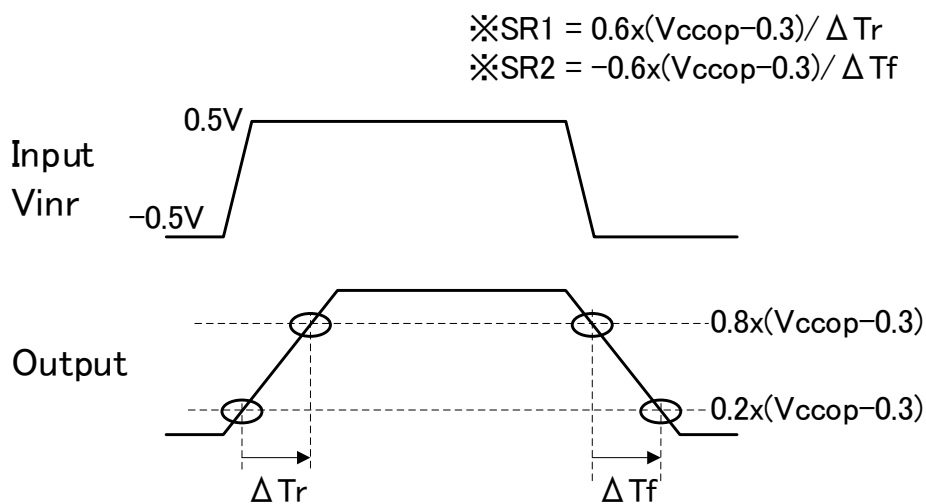 ※SR1 = 0.6x(Vccop-0.3)/ΔTr
※SR2 = -0.6x(Vccop-0.3)/ΔTf
0.5V
Input
Vinr
-0.5V
0.8x(Vccop-0.3)
Output
0.2x(Vccop-0.3)
ΔTr
ΔTf